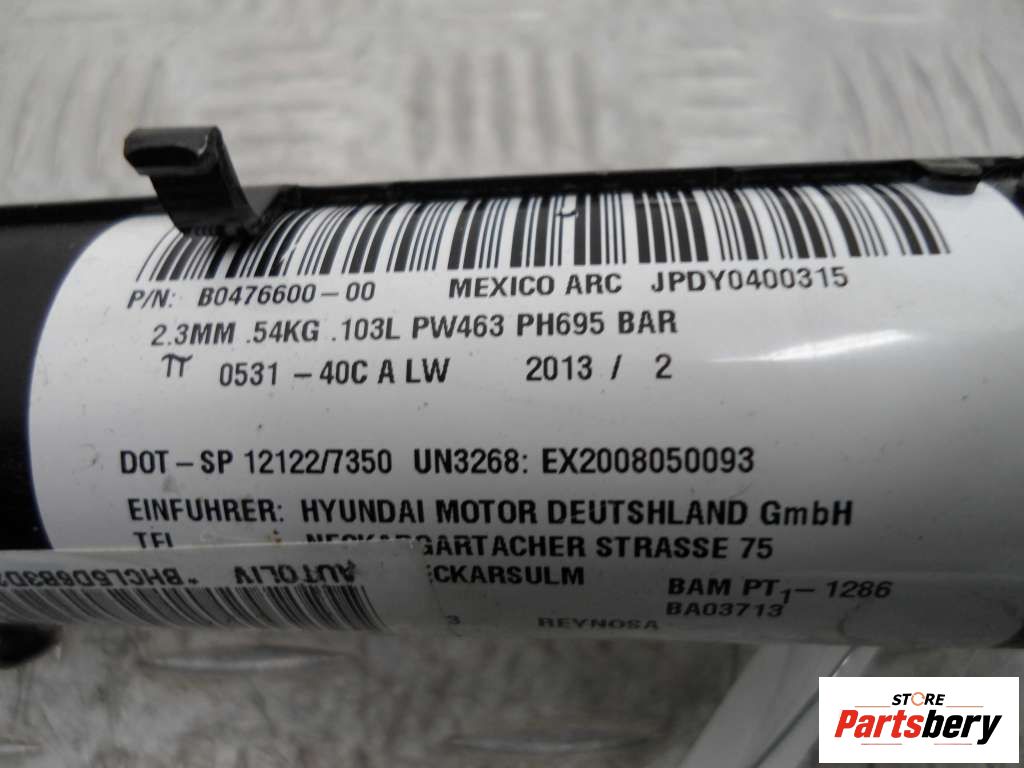 P/N: B0476600-00 MEXICO ARC JPDY0400315
2.3MM .54KG .103L PW463 PH695 BAR
π 0531 -40C A LW 2013 / 2
DOT-SP 12122/7350 UN3268: EX2008050093
EINFUHRER: HYUNDAI MOTOR DEUTSHLAND GmbH
NECKARGARTACHER STRASSE 75
BAM PT1-1286
BA03713
3 REYNOSA
AUTOLIV
STORE
Partsbery